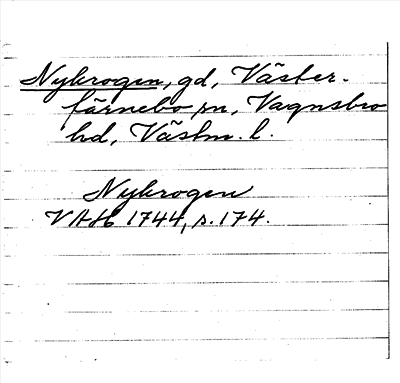 Nykrogen, gd, Väster-
färnebo sn, Vagnsbro
hd, Västm. l.
Nykrogen
VAH 1744, s. 174.